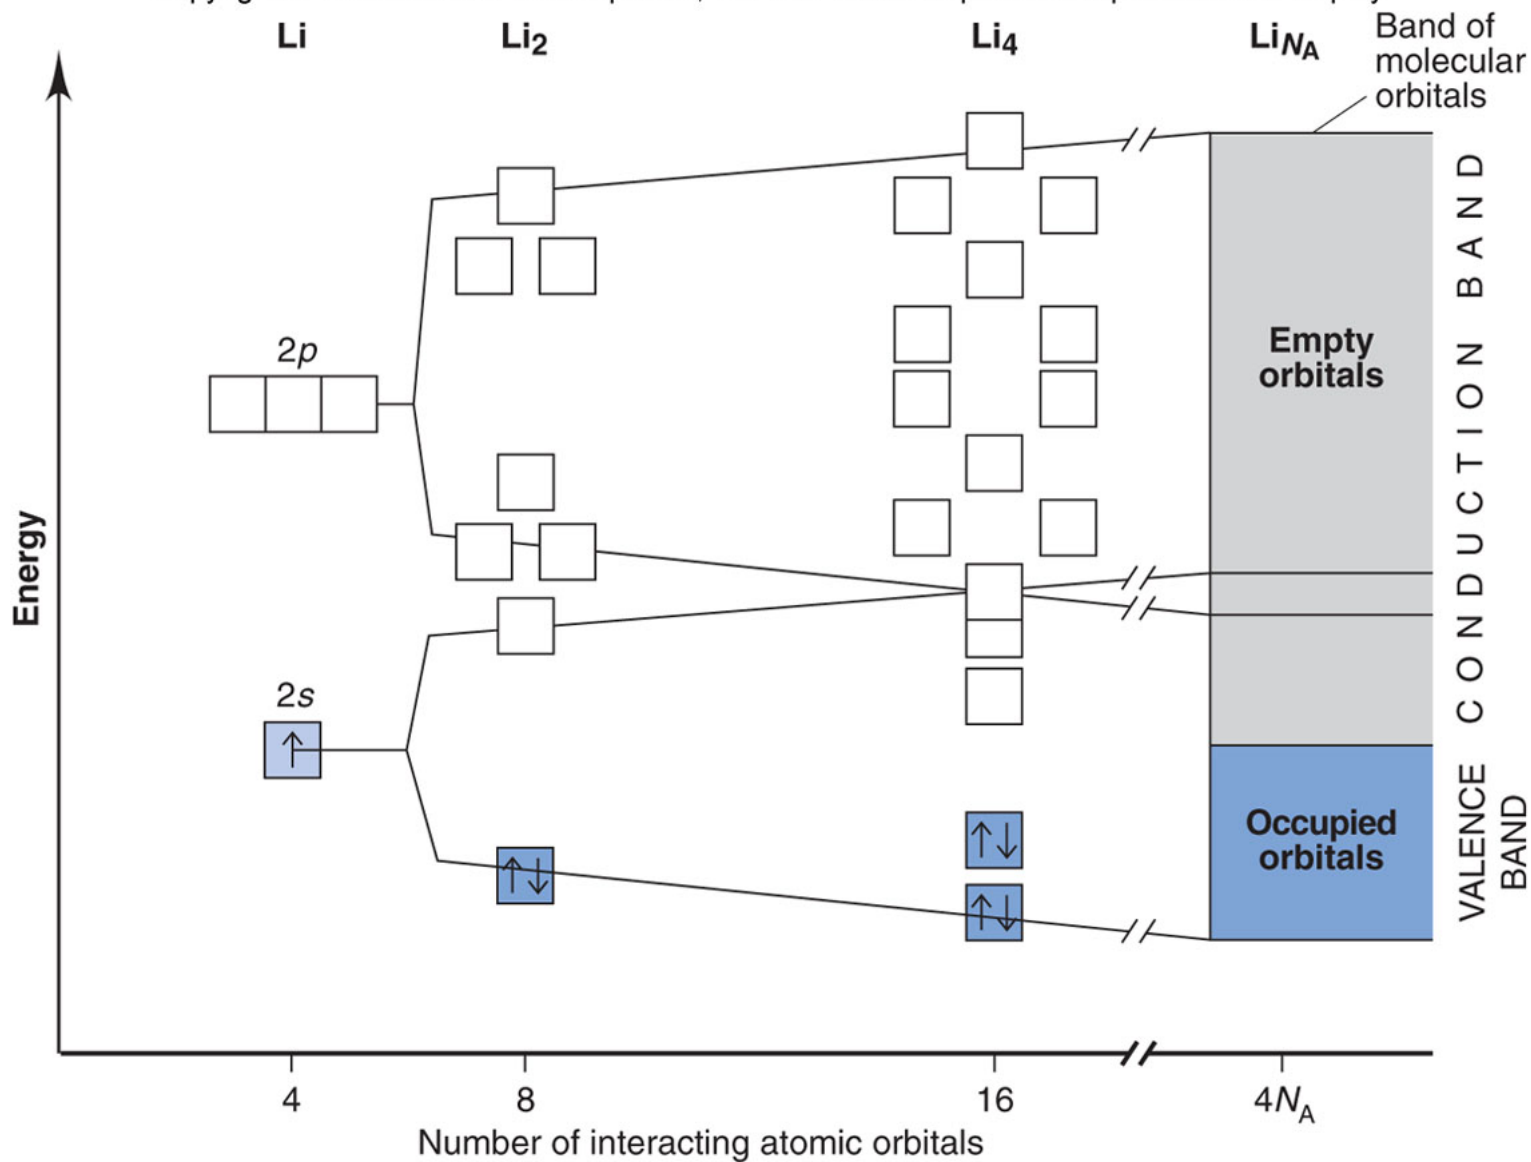 Li
Li2
Li4
LiNA
Band of
molecular
orbitals
2p
2s
Energy
Empty
orbitals
Occupied
orbitals
CONDUCTION BAND
VALENCE
BAND
4
8
16
4NA
Number of interacting atomic orbitals